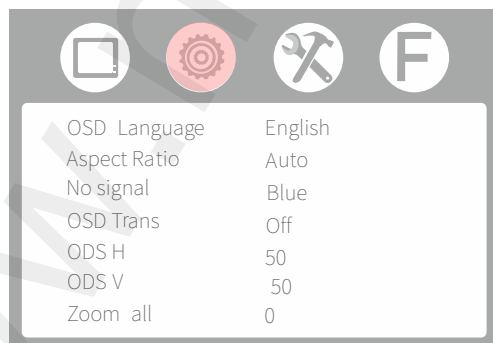 F
OSD Language English
Aspect Ratio Auto
No signal Blue
OSD Trans Off
ODS H 50
ODS V 50
Zoom all 0